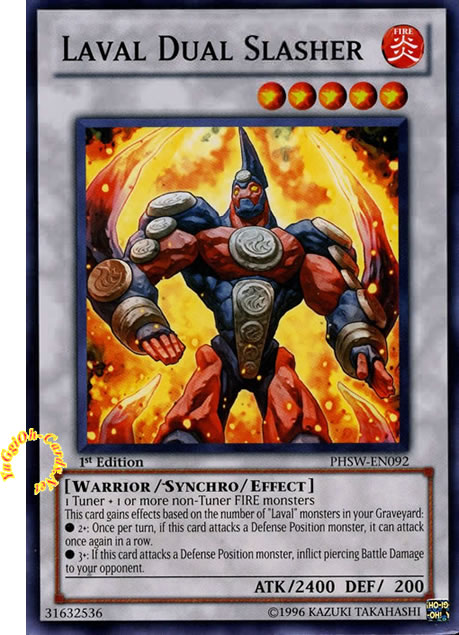 LAVAL DUAL SLASHER
FIRE
炎
1st Edition
PHSW-EN092
[WARRIOR/SYNCHRO/EFFECT]
1 Tuner + 1 or more non-Tuner FIRE monsters
This card gains effects based on the number of "Laval" monsters in your Graveyard:
● 2+: Once per turn, if this card attacks a Defense Position monster, it can attack
once again in a row.
● 3+: If this card attacks a Defense Position monster, inflict piercing Battle Damage
to your opponent.
ATK/2400 DEF/ 200
31632536
©1996 KAZUKI TAKAHASHI
YuGgiOh-Cards.Net